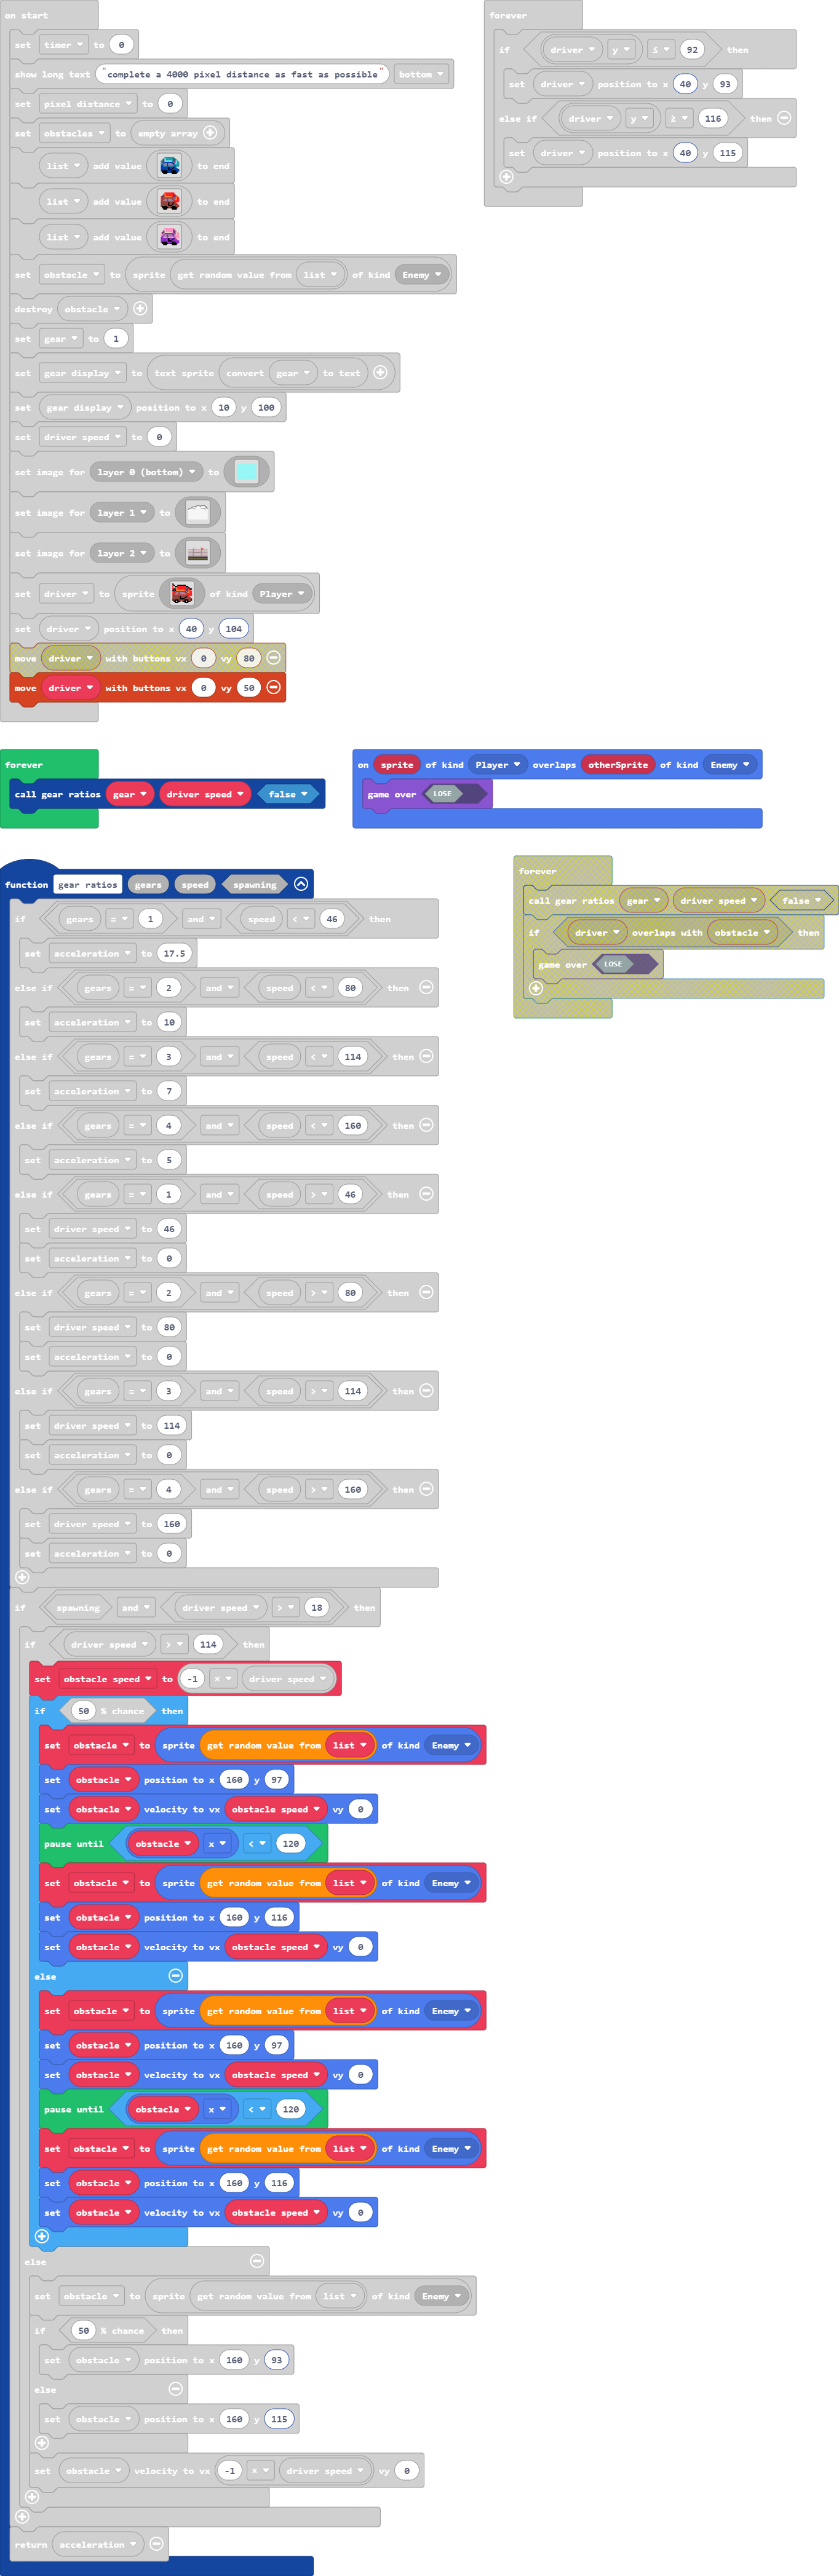 on start
set timer to 0
show long text "complete a 4000 pixel distance as fast as possible" bottom
set pixel distance to 0
set obstacles to empty array
list add value to end
list add value to end
list add value to end
set obstacle to sprite get random value from list of kind Enemy
destroy obstacle
set gear to 1
set gear display to text sprite convert gear to text
set gear display position to x 10 y 100
set driver speed to 0
set image for layer 0 (bottom) to
set image for layer 1 to
set image for layer 2 to
set driver to sprite of kind Player
set driver position to x 40 y 104
move driver with buttons vx 0 vy 80
move driver with buttons vx 0 vy 50
forever
if driver y ≤ 92 then
set driver position to x 40 y 93
else if driver y ≥ 116 then
set driver position to x 40 y 115
forever
call gear ratios gear driver speed false
on sprite of kind Player overlaps otherSprite of kind Enemy
game over LOSE
function gear ratios gears speed spawning
if gears = 1 and speed < 46 then
set acceleration to 17.5
else if gears = 2 and speed < 80 then
set acceleration to 10
else if gears = 3 and speed < 114 then
set acceleration to 7
else if gears = 4 and speed < 160 then
set acceleration to 5
else if gears = 1 and speed > 46 then
set driver speed to 46
set acceleration to 0
else if gears = 2 and speed > 80 then
set driver speed to 80
set acceleration to 0
else if gears = 3 and speed > 114 then
set driver speed to 114
set acceleration to 0
else if gears = 4 and speed > 160 then
set driver speed to 160
set acceleration to 0
if spawning and driver speed > 18 then
if driver speed > 114 then
set obstacle speed to -1 × driver speed
if 50 % chance then
set obstacle to sprite get random value from list of kind Enemy
set obstacle position to x 160 y 97
set obstacle velocity to vx obstacle speed vy 0
pause until obstacle x < 120
set obstacle to sprite get random value from list of kind Enemy
set obstacle position to x 160 y 116
set obstacle velocity to vx obstacle speed vy 0
else
set obstacle to sprite get random value from list of kind Enemy
set obstacle position to x 160 y 97
set obstacle velocity to vx obstacle speed vy 0
pause until obstacle x < 120
set obstacle to sprite get random value from list of kind Enemy
set obstacle position to x 160 y 116
set obstacle velocity to vx obstacle speed vy 0
else
set obstacle to sprite get random value from list of kind Enemy
if 50 % chance then
set obstacle position to x 160 y 93
else
set obstacle position to x 160 y 115
set obstacle velocity to vx -1 × driver speed vy 0
return acceleration
forever
call gear ratios gear driver speed false
if driver overlaps with obstacle then
game over LOSE